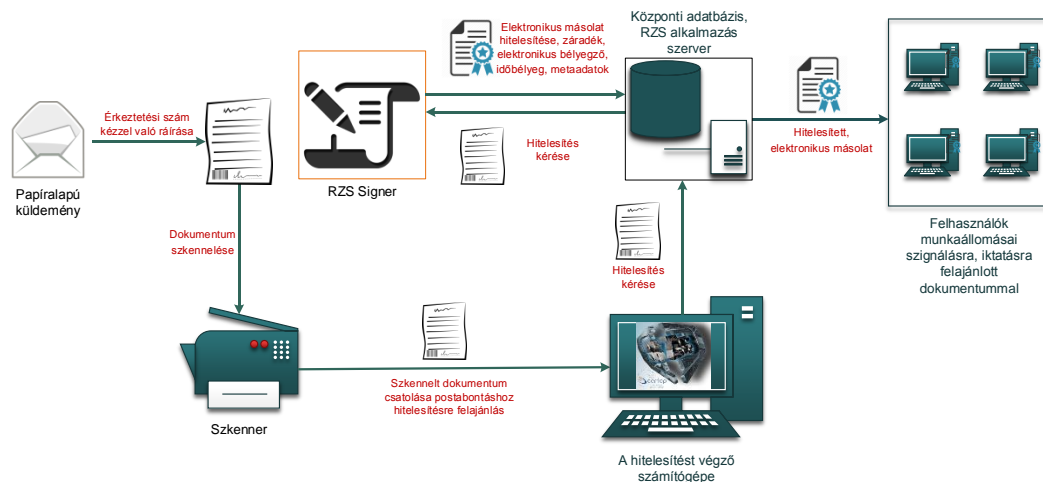 Elektronikus másolat
hitelesítése, záradék,
elektronikus bélyegző,
időbélyeg, metaadatok
Központi adatbázis,
RZS alkalmazás
szerver
Érkeztetési szám
kézzel való ráírása
Papíralapú
küldemény
RZS Signer
Hitelesítés
kérése
Hitelesített,
elektronikus másolat
Felhasználók
munkaállomásai
szignálásra, iktatásra
felajánlott
dokumentummal
Dokumentum
szkennelése
Hitelesítés
kérése
Szkennelt dokumentum
csatolása postabontáshoz
hitelesítésre felajánlás
Szkenner
A hitelesítést végző
számítógépe